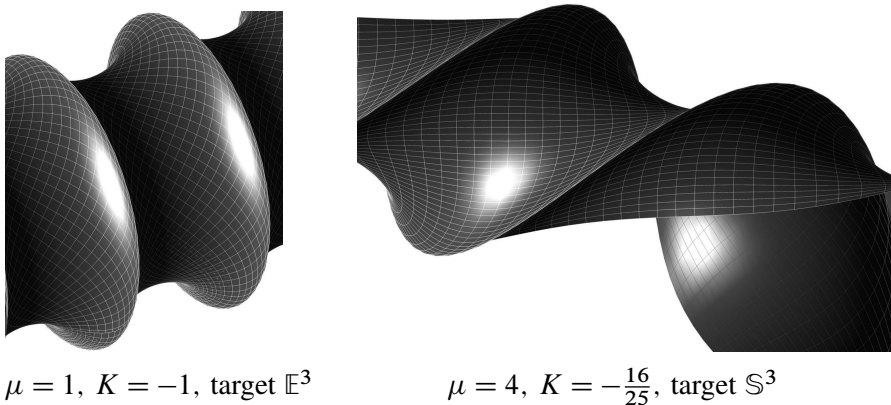 μ = 1, K = −1, target 𝔼³
μ = 4, K = −16/25, target 𝕊³